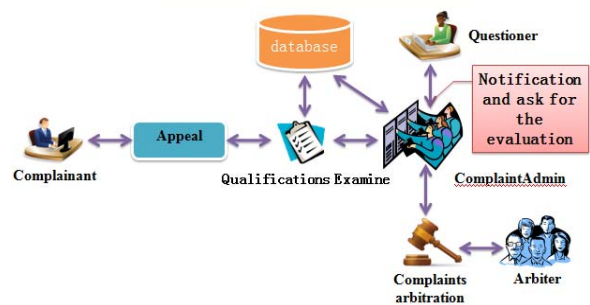 database
Questioner
Notification
and ask for
the
evaluation
Appeal
Complainant
Qualifications Examine
ComplaintAdmin
Complaints
arbitration
Arbiter